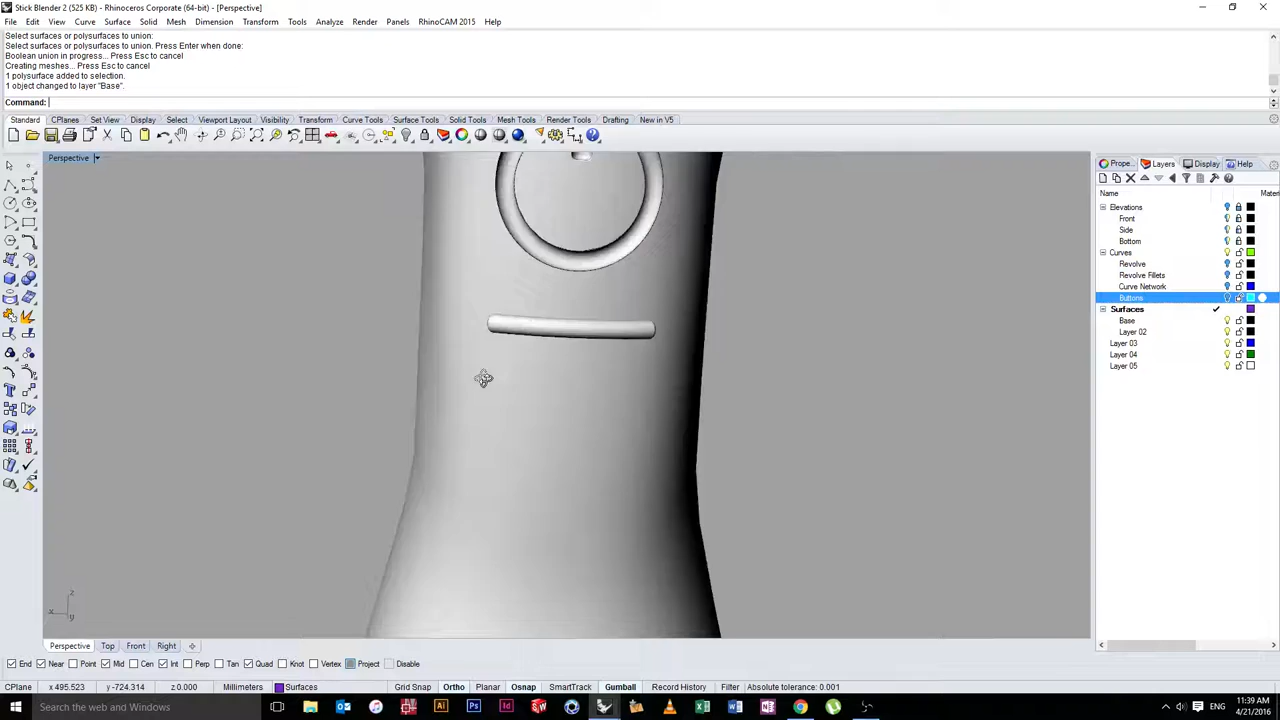 Stick Blender 2 (525 KB) - Rhinoceros Corporate (64-bit) - [Perspective]
File Edit View Curve Surface Solid Mesh Dimension Transform Tools Analyze Render Panels RhinoCAM 2015 Help
Select surfaces or polysurfaces to union:
Select surfaces or polysurfaces to union. Press Enter when done:
Boolean union in progress... Press Esc to cancel
Creating meshes... Press Esc to cancel
1 polysurface added to selection.
1 object changed to layer "Base".
Command:
Standard CPlanes Set View Display Select Viewport Layout Visibility Transform Curve Tools Surface Tools Solid Tools Mesh Tools Render Tools Drafting New in V5
Perspective
Prope... Layers Display Help
Name Materi
Elevations
Front
Side
Bottom
Curves
Revolve
Revolve Fillets
Curve Network
Buttons
Surfaces
Base
Layer 02
Layer 03
Layer 04
Layer 05
z
x y
Perspective Top Front Right
End Near Point Mid Cen Int Perp Tan Quad Knot Vertex Project Disable
CPlane x 495.523 y -724.314 z 0.000 Millimeters Surfaces Grid Snap Ortho Planar Osnap SmartTrack Gumball Record History Filter Absolute tolerance: 0.001
Search the web and Windows
ENG
11:39 AM
4/21/2016